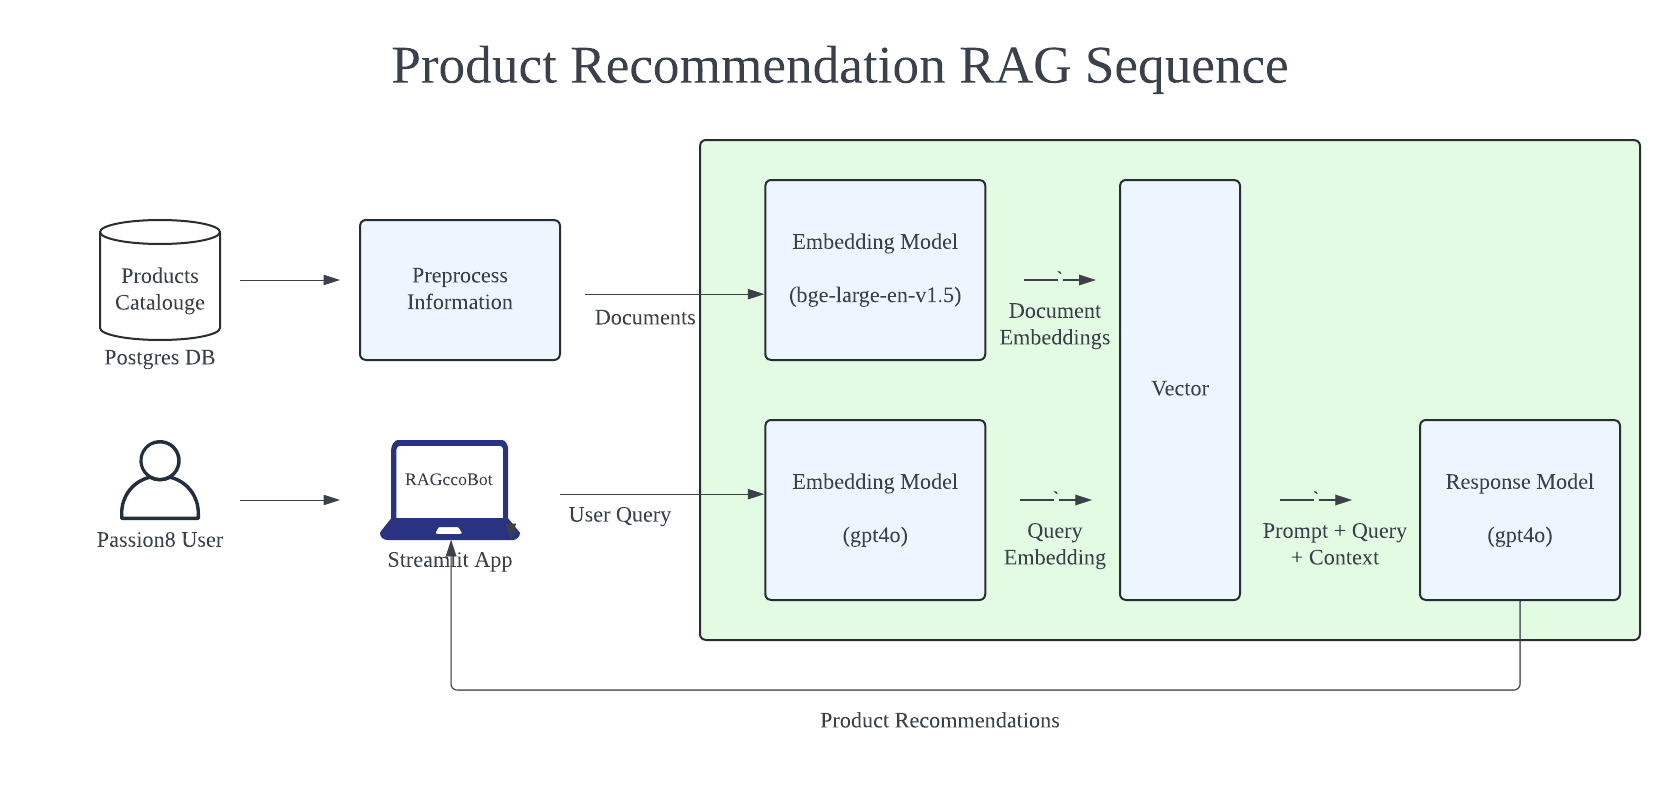 Product Recommendation RAG Sequence
Products
Catalouge
Postgres DB
Preprocess
Information
Documents
Embedding Model
(bge-large-en-v1.5)
Document
Embeddings
Vector
Passion8 User
RAGccoBot
Streamlit App
User Query
Embedding Model
(gpt4o)
Query
Embedding
Prompt + Query
+ Context
Response Model
(gpt4o)
Product Recommendations